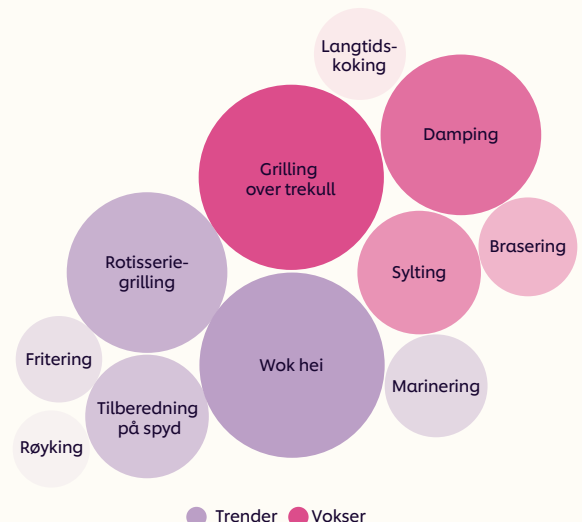 Langtids-
koking
Damping
Grilling
over trekull
Brasering
Rotisserie-
grilling
Sylting
Fritering
Wok hei
Marinering
Tilberedning
på spyd
Røyking
Trender
Vokser